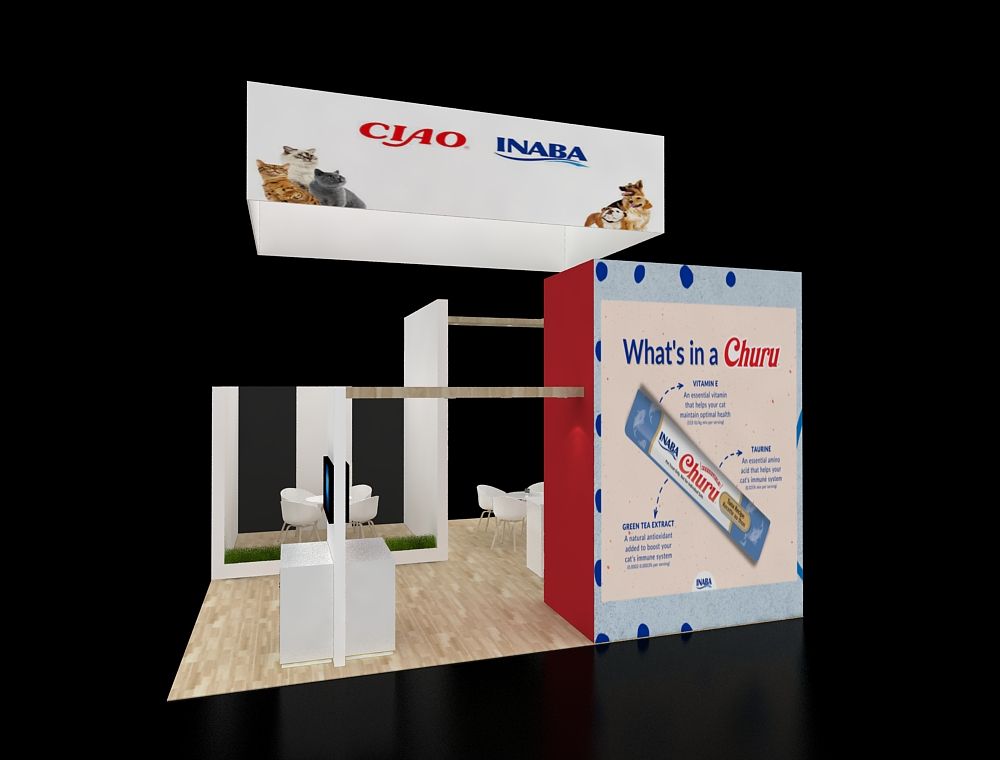 CIAO
INABA
What's in a Churu
VITAMIN E
An essential vitamin
that helps your cat
maintain optimal health
TAURINE
An essential amino
acid that helps your
cat's immune system
INABA
Churu
GREEN TEA EXTRACT
A natural antioxidant
added to boost your
cat's immune system
INABA